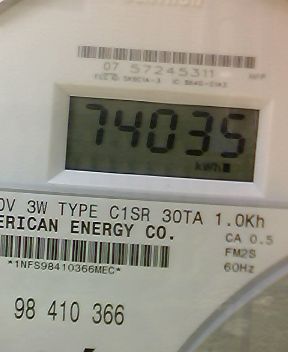 07 57245311
74035
kWh
0V 3W TYPE C1SR 30TA 1.0Kh
ERICAN ENERGY CO.
CA 0.5
FM2S
*1NFS98410366MEC*
60Hz
98 410 366